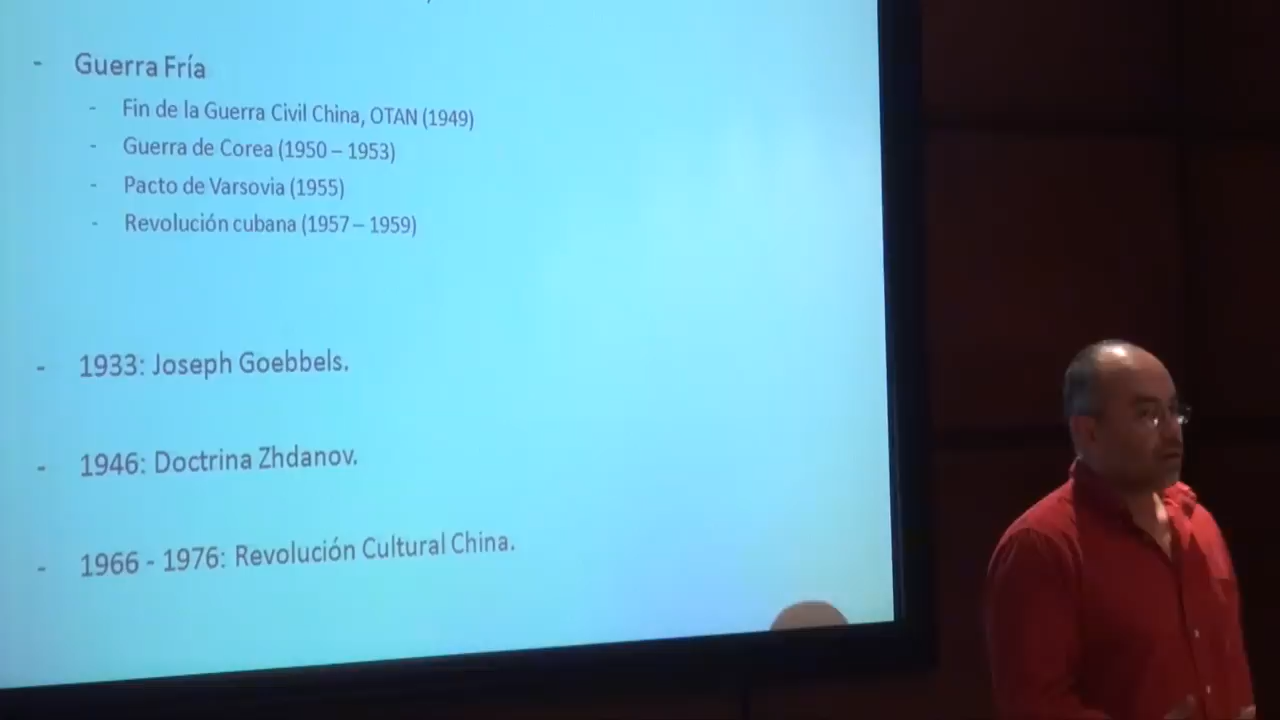 - Guerra Fría
- Fin de la Guerra Civil China, OTAN (1949)
- Guerra de Corea (1950 – 1953)
- Pacto de Varsovia (1955)
- Revolución cubana (1957 – 1959)
- 1933: Joseph Goebbels.
- 1946: Doctrina Zhdanov.
- 1966 - 1976: Revolución Cultural China.